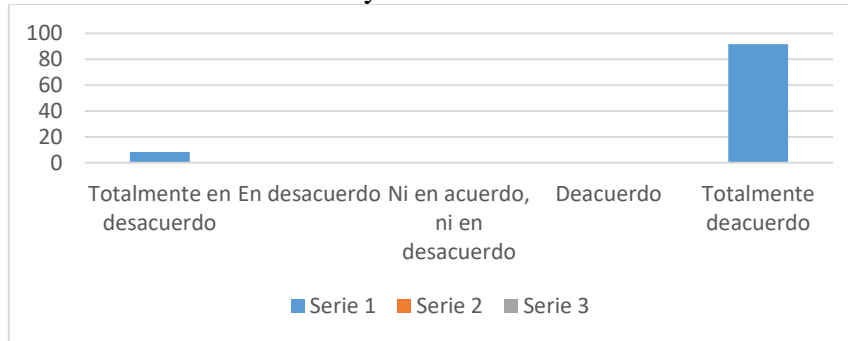 y
100
80
60
40
20
0
Totalmente en desacuerdo
En desacuerdo
Ni en acuerdo,
ni en
desacuerdo
Deacuerdo
Totalmente
deacuerdo
Serie 1 Serie 2 Serie 3